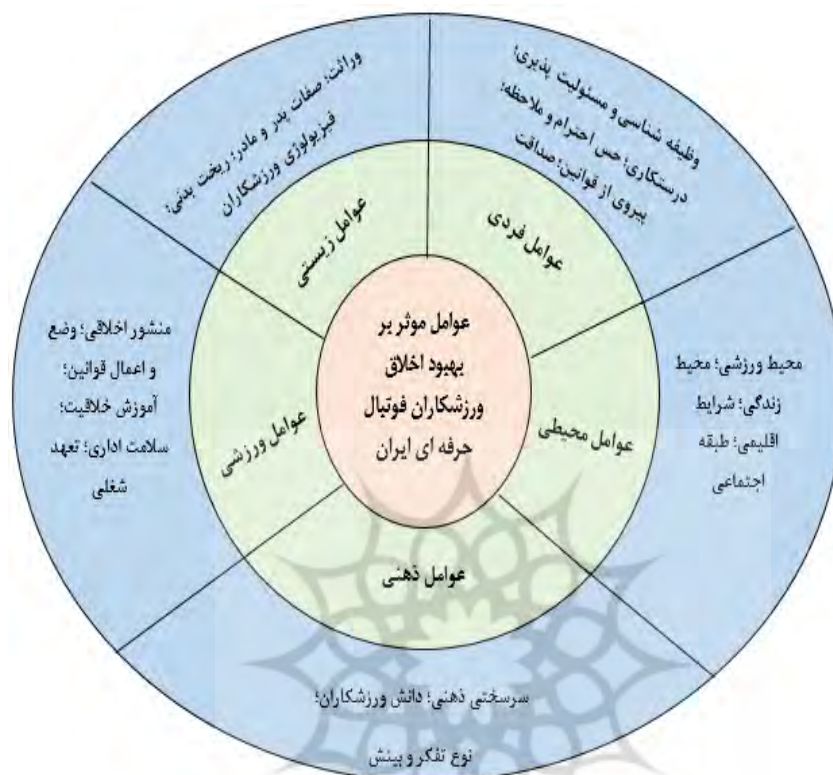 عوامل موثر بر
بهبود اخلاق
ورزشکاران فوتبال
حرفه ای ایران
عوامل فردی
وظیفه شناسی و مسئولیت پذیری؛
درستکاری؛ حس احترام و ملاحظه؛
پیروی از قوانین؛ صداقت
عوامل محیطی
محیط ورزشی؛ محیط
زندگی؛ شرایط
اقلیمی؛ طبقه
اجتماعی
عوامل ذهنی
سرسختی ذهنی؛ دانش ورزشکاران؛
نوع تفکر و بینش
عوامل ورزشی
منشور اخلاقی؛ وضع
و اعمال قوانین؛
آموزش خلاقیت؛
سلامت اداری؛ تعهد
شغلی
عوامل زیستی
وراثت؛ صفات پدر و مادر؛ ریخت بدنی؛
فیزیولوژی ورزشکاران